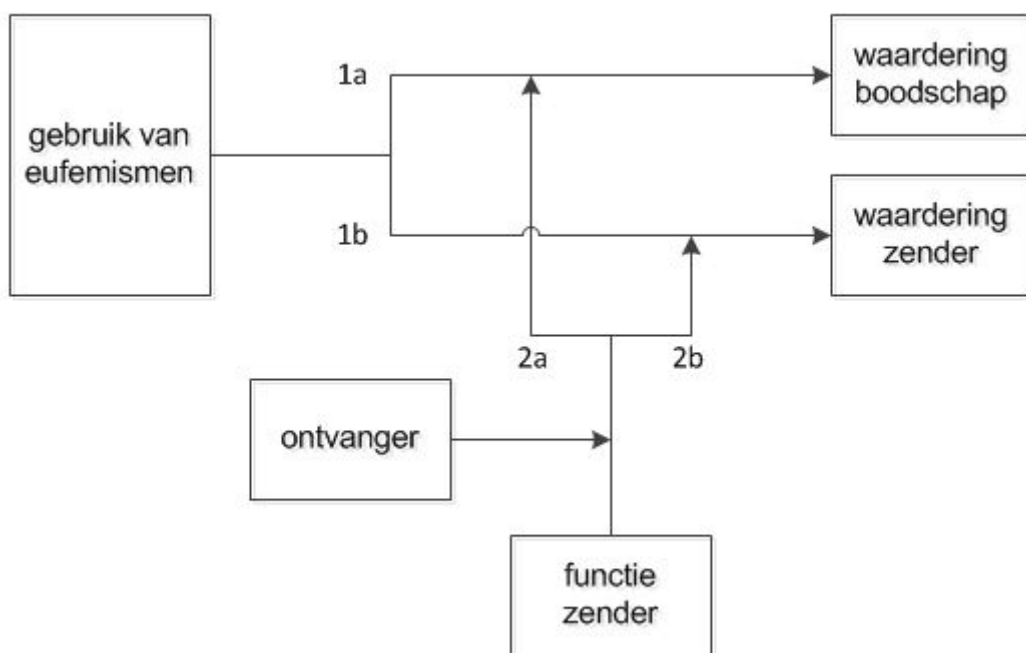 gebruik van
eufemismen
1a
waardering
boodschap
1b
waardering
zender
2a
2b
ontvanger
functie
zender